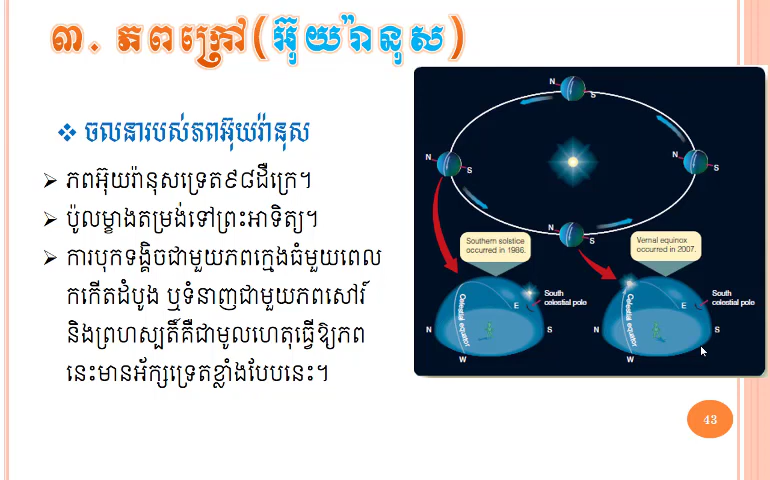 ៣. ភពក្រៅ(អ៊ុយរ៉ានុស)
❖ ចលនារបស់ភពអ៊ុយរ៉ានុស
➢ ភពអ៊ុយរ៉ានុសទ្រេត៩៨ដឺក្រេ។
➢ ប៉ូលម្ខាងតម្រង់ទៅព្រះអាទិត្យ។
➢ ការបុកទង្គិចជាមួយភពក្មេងធំមួយពេល
កកើតដំបូង ឬទំនាញជាមួយភពសៅរ៍
និងព្រហស្បតិ៍គឺជាមូលហេតុធ្វើឱ្យភព
នេះមានអ័ក្សទ្រេតខ្លាំងបែបនេះ។
N
S
N
S
N
S
N
S
Southern solstice
occurred in 1986.
Vernal equinox
occurred in 2007.
Celestial equator
E
South
celestial pole
N
S
W
Celestial equator
E
South
celestial pole
N
S
W
43